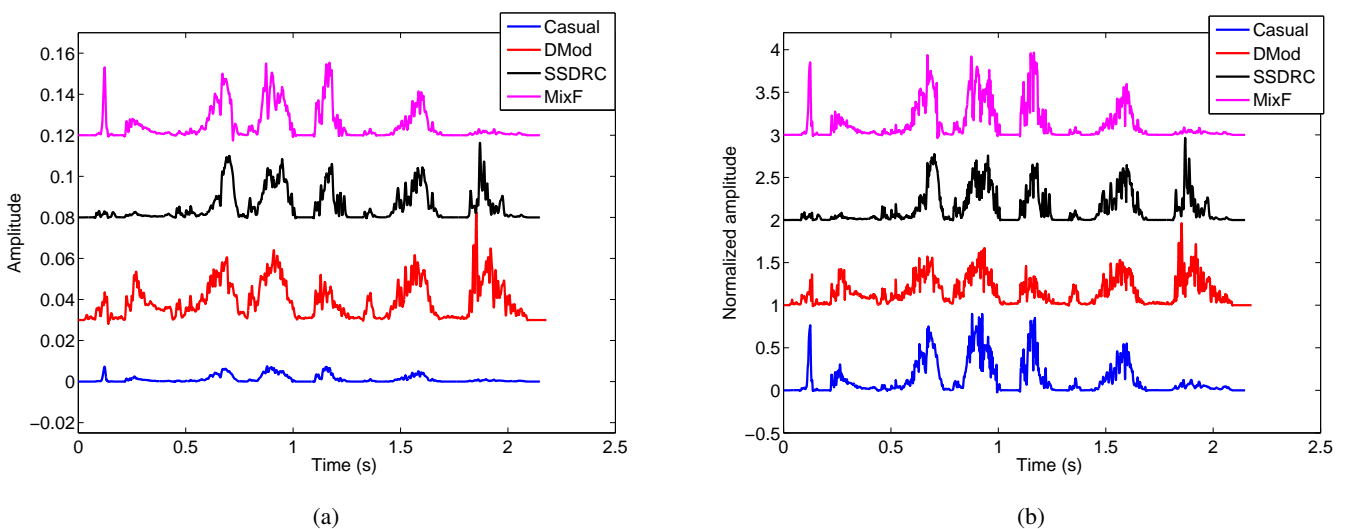 Casual
DMod
SSDRC
MixF
0.16
0.14
0.12
0.1
0.08
0.06
0.04
0.02
0
−0.02
Amplitude
0
0.5
1
1.5
2
2.5
Time (s)
(a)
Casual
DMod
SSDRC
MixF
4
3.5
3
2.5
2
1.5
1
0.5
0
−0.5
Normalized amplitude
0
0.5
1
1.5
2
2.5
Time (s)
(b)